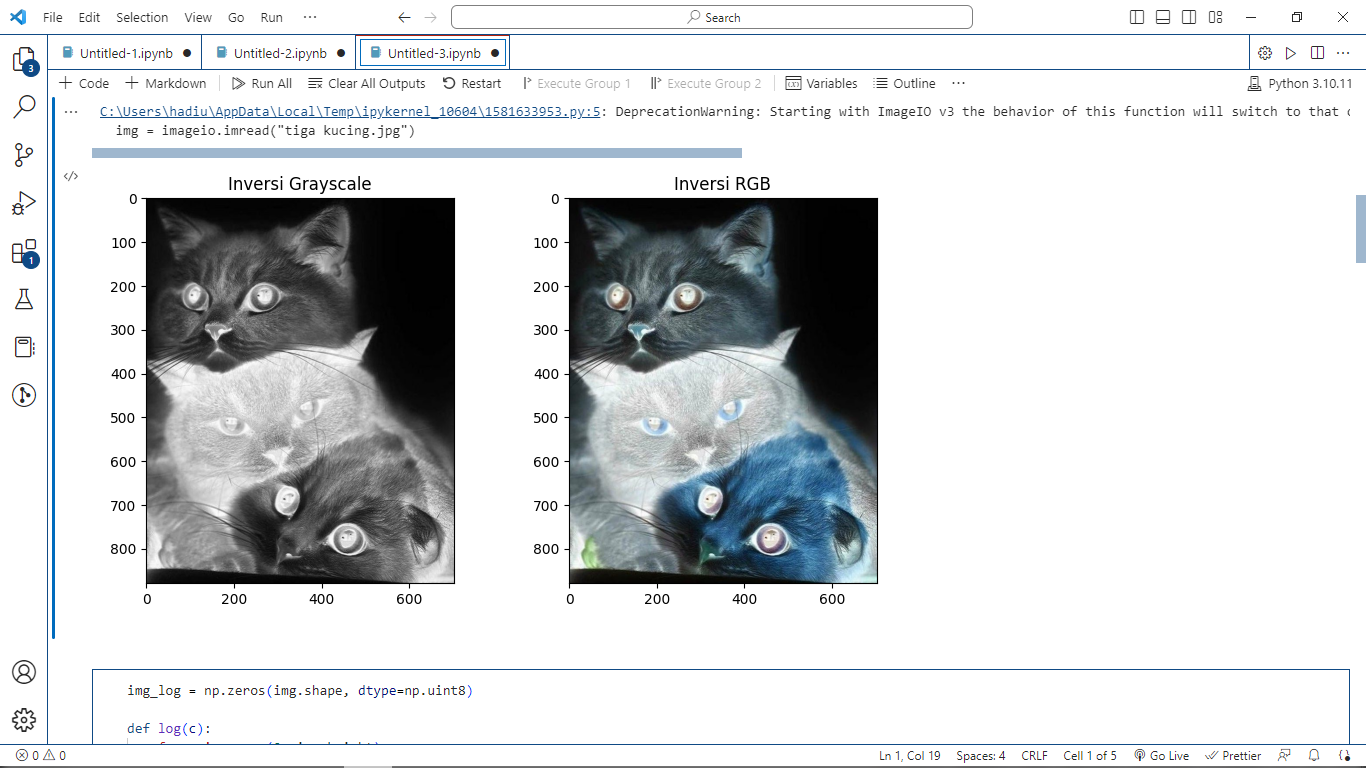 File Edit Selection View Go Run ··· Search
3
Untitled-1.ipynb Untitled-2.ipynb Untitled-3.ipynb
Code Markdown Run All Clear All Outputs Restart Execute Group 1 Execute Group 2 Variables Outline ··· Python 3.10.11
C:\Users\hadiu\AppData\Local\Temp\ipykernel_10604\1581633953.py:5: DeprecationWarning: Starting with ImageIO v3 the behavior of this function will switch to that
img = imageio.imread("tiga kucing.jpg")
1
Inversi Grayscale
0
100
200
300
400
500
600
700
800
0 200 400 600
Inversi RGB
0
100
200
300
400
500
600
700
800
0 200 400 600
img_log = np.zeros(img.shape, dtype=np.uint8)
def log(c):
0 0 Ln 1, Col 19 Spaces: 4 CRLF Cell 1 of 5 Go Live Prettier